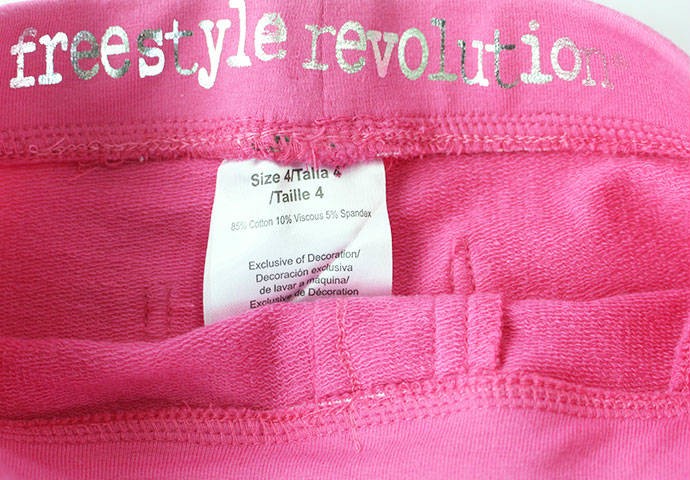 freestyle revolution
Size 4/Talla 4
/Taille 4
85% Cotton 10% Viscous 5% Spandex
Exclusive of Decoration/
Decoración exclusiva
de lavar a máquina/
Exclusive de Décoration